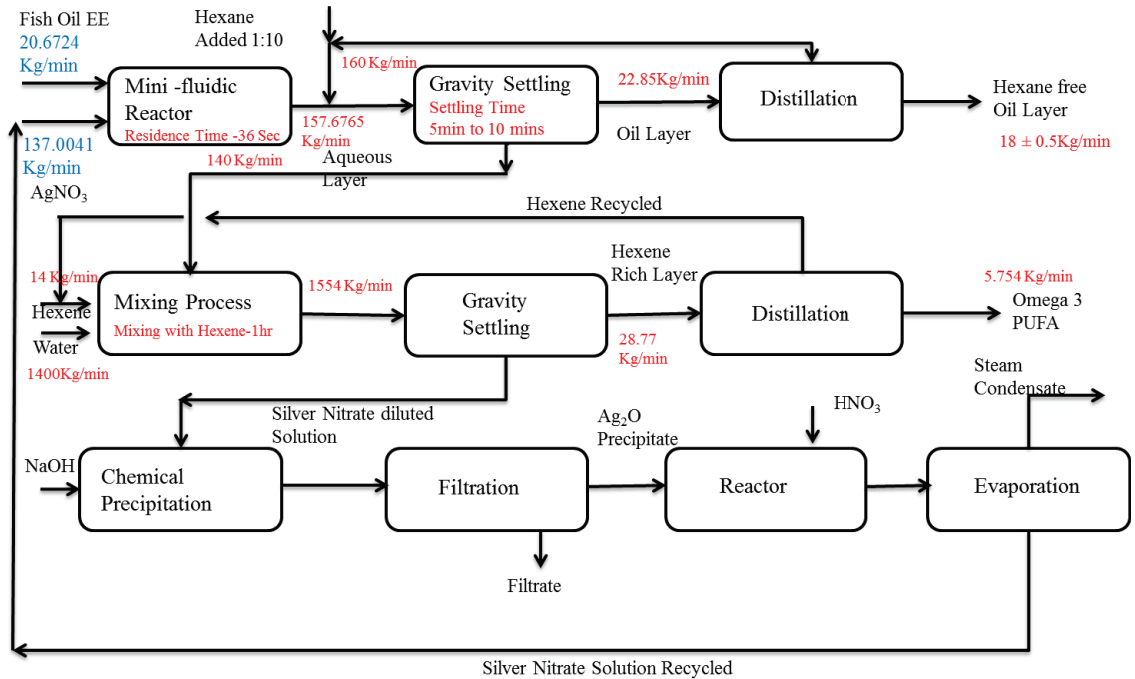 Fish Oil EE
20.6724
Kg/min
Hexane
Added 1:10
160 Kg/min
Mini -fluidic
Reactor
Residence Time -36 Sec
Gravity Settling
Settling Time
5min to 10 mins
22.85Kg/min
Oil Layer
Distillation
Hexane free
Oil Layer
18 ± 0.5Kg/min
157.6765
Kg/min
137.0041
Kg/min
AgNO₃
140 Kg/min
Aqueous
Layer
Hexene Recycled
14 Kg/min
Hexene
Water
1400Kg/min
Mixing Process
Mixing with Hexene-1hr
1554 Kg/min
Gravity
Settling
Hexene
Rich Layer
28.77
Kg/min
Distillation
5.754 Kg/min
Omega 3
PUFA
Steam
Condensate
Silver Nitrate diluted
Solution
Ag₂O
Precipitate
HNO₃
NaOH
Chemical
Precipitation
Filtration
Reactor
Evaporation
Filtrate
Silver Nitrate Solution Recycled